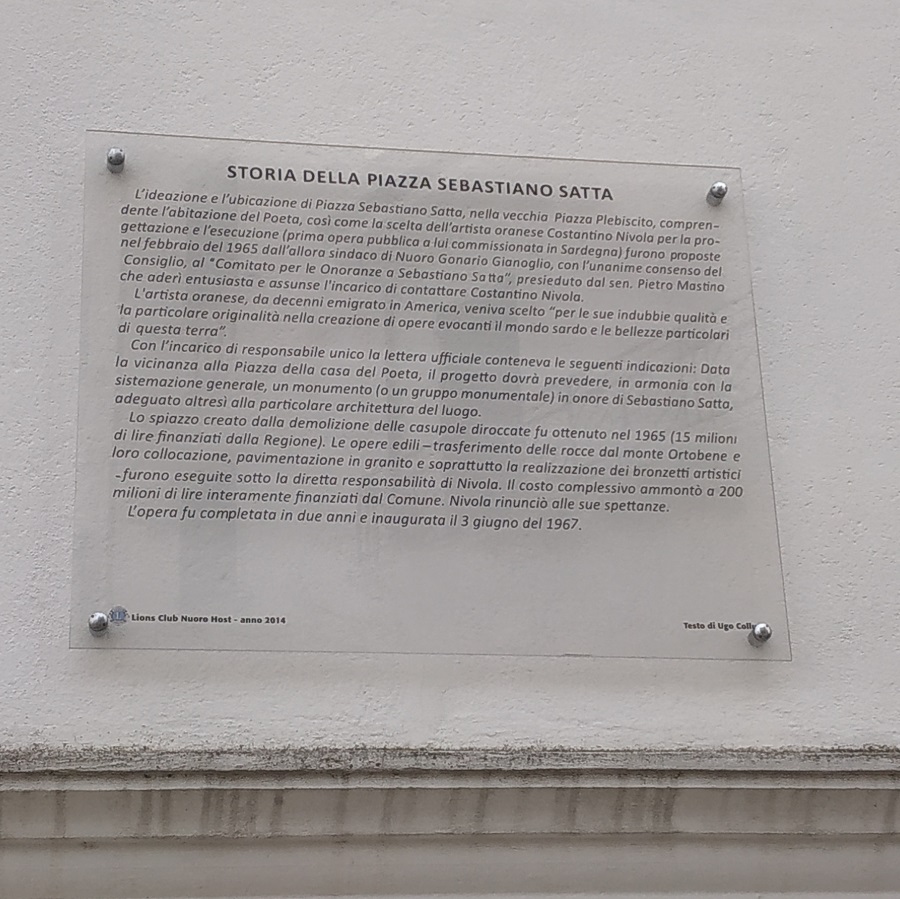 STORIA DELLA PIAZZA SEBASTIANO SATTA
L'ideazione e l'ubicazione di Piazza Sebastiano Satta, nella vecchia Piazza Plebiscito, compren-
dente l'abitazione del Poeta, così come la scelta dell'artista oranese Costantino Nivola per la pro-
gettazione e l'esecuzione (prima opera pubblica a lui commissionata in Sardegna) furono proposte
nel febbraio del 1965 dall'allora sindaco di Nuoro Gonario Gianoglio, con l'unanime consenso del
Consiglio, al "Comitato per le Onoranze a Sebastiano Satta", presieduto dal sen. Pietro Mastino
che aderì entusiasta e assunse l'incarico di contattare Costantino Nivola.
L'artista oranese, da decenni emigrato in America, veniva scelto "per le sue indubbie qualità e
la particolare originalità nella creazione di opere evocanti il mondo sardo e le bellezze particolari
di questa terra".
Con l'incarico di responsabile unico la lettera ufficiale conteneva le seguenti indicazioni: Data
la vicinanza alla Piazza della casa del Poeta, il progetto dovrà prevedere, in armonia con la
sistemazione generale, un monumento (o un gruppo monumentale) in onore di Sebastiano Satta,
adeguato altresì alla particolare architettura del luogo.
Lo spiazzo creato dalla demolizione delle casupole diroccate fu ottenuto nel 1965 (15 milioni
di lire finanziati dalla Regione). Le opere edili – trasferimento delle rocce dal monte Ortobene e
loro collocazione, pavimentazione in granito e soprattutto la realizzazione dei bronzetti artistici
-furono eseguite sotto la diretta responsabilità di Nivola. Il costo complessivo ammontò a 200
milioni di lire interamente finanziati dal Comune. Nivola rinunciò alle sue spettanze.
L'opera fu completata in due anni e inaugurata il 3 giugno del 1967.
Lions Club Nuoro Host - anno 2014
Testo di Ugo